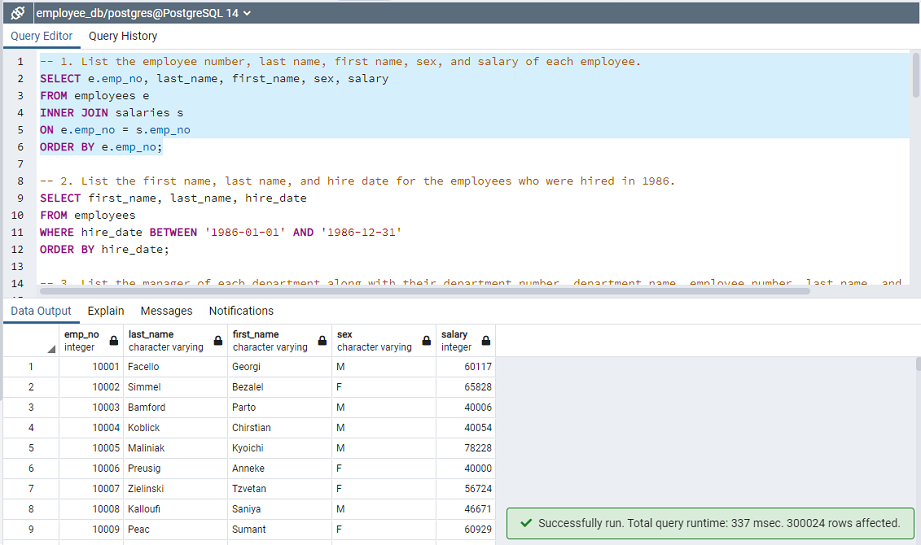 employee_db/postgres@PostgreSQL 14
Query Editor Query History
1 -- 1. List the employee number, last name, first name, sex, and salary of each employee.
2 SELECT e.emp_no, last_name, first_name, sex, salary
3 FROM employees e
4 INNER JOIN salaries s
5 ON e.emp_no = s.emp_no
6 ORDER BY e.emp_no;
7
8 -- 2. List the first name, last name, and hire date for the employees who were hired in 1986.
9 SELECT first_name, last_name, hire_date
10 FROM employees
11 WHERE hire_date BETWEEN '1986-01-01' AND '1986-12-31'
12 ORDER BY hire_date;
13
14 -- 3. List the manager of each department along with their department number, department name, employee number, last name, and
Data Output Explain Messages Notifications
emp_no last_name first_name sex salary
integer character varying character varying character varying integer
1 10001 Facello Georgi M 60117
2 10002 Simmel Bezalel F 65828
3 10003 Bamford Parto M 40006
4 10004 Koblick Chirstian M 40054
5 10005 Maliniak Kyoichi M 78228
6 10006 Preusig Anneke F 40000
7 10007 Zielinski Tzvetan F 56724
8 10008 Kalloufi Saniya M 46671
9 10009 Peac Sumant F 60929
Successfully run. Total query runtime: 337 msec. 300024 rows affected.